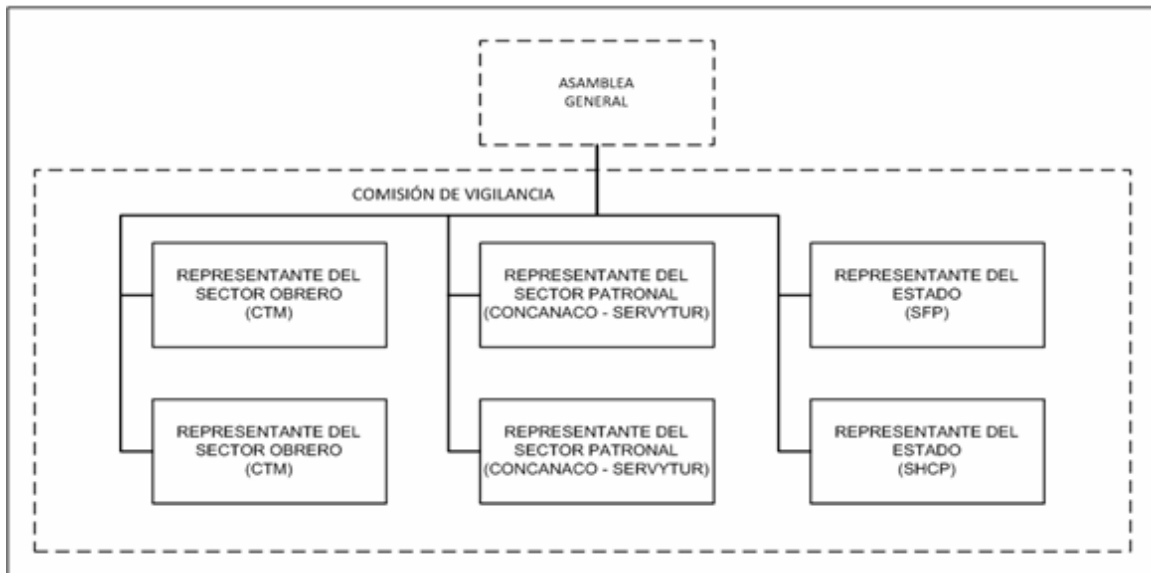 ASAMBLEA
GENERAL
COMISIÓN DE VIGILANCIA
REPRESENTANTE DEL
SECTOR OBRERO
(CTM)
REPRESENTANTE DEL
SECTOR PATRONAL
(CONCANACO - SERVYTUR)
REPRESENTANTE DEL
ESTADO
(SFP)
REPRESENTANTE DEL
SECTOR OBRERO
(CTM)
REPRESENTANTE DEL
SECTOR PATRONAL
(CONCANACO - SERVYTUR)
REPRESENTANTE DEL
ESTADO
(SHCP)